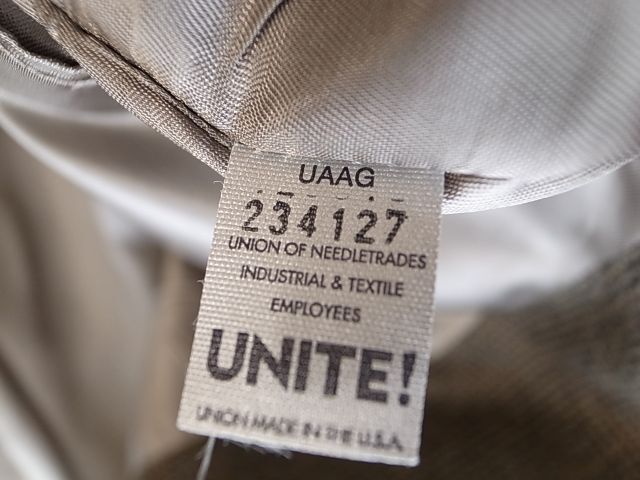 UAAG
234127
UNION OF NEEDLETRADES
INDUSTRIAL & TEXTILE
EMPLOYEES
UNITE!
UNION MADE IN THE U.S.A.